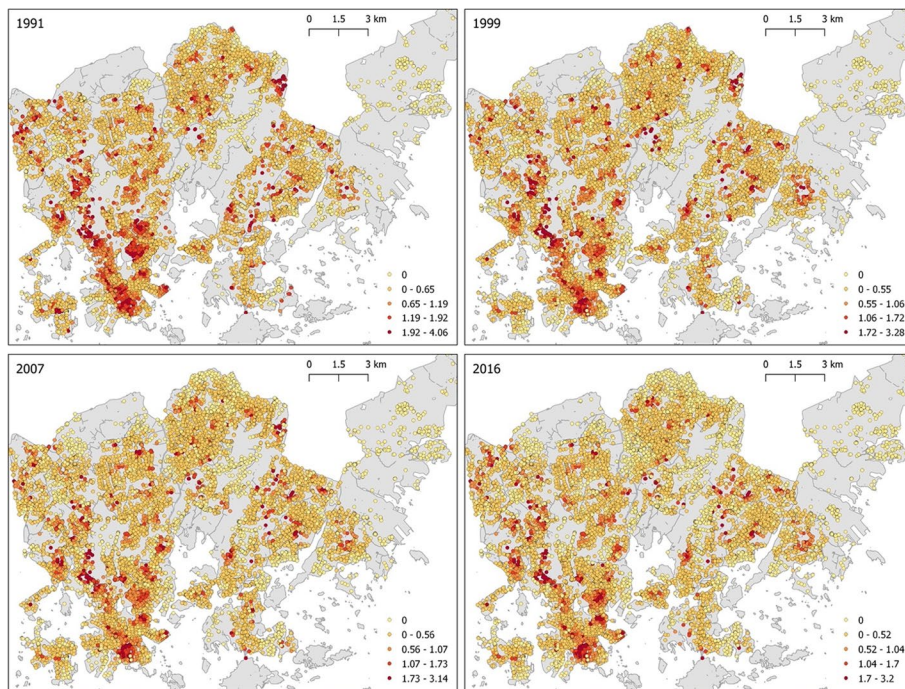 1991
0 1.5 3 km
0
0 - 0.65
0.65 - 1.19
1.19 - 1.92
1.92 - 4.06
1999
0 1.5 3 km
0
0 - 0.55
0.55 - 1.06
1.06 - 1.72
1.72 - 3.28
2007
0 1.5 3 km
0
0 - 0.56
0.56 - 1.07
1.07 - 1.73
1.73 - 3.14
2016
0 1.5 3 km
0
0 - 0.52
0.52 - 1.04
1.04 - 1.7
1.7 - 3.2